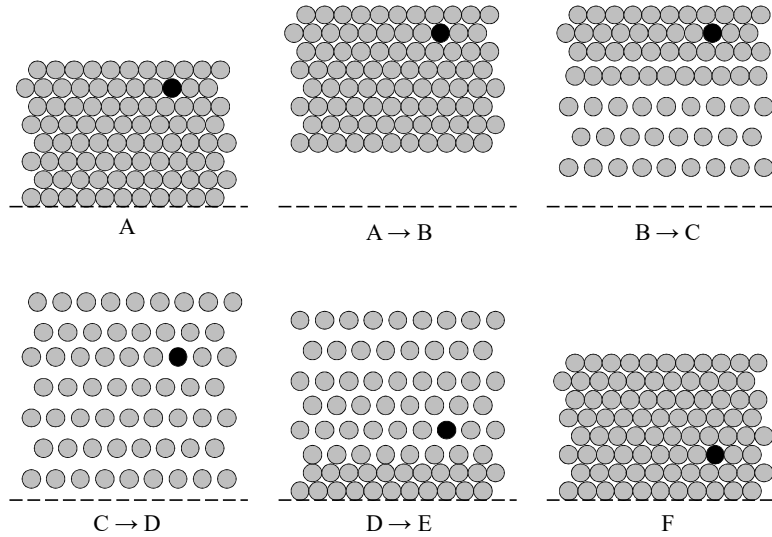 A
A → B
B → C
C → D
D → E
F